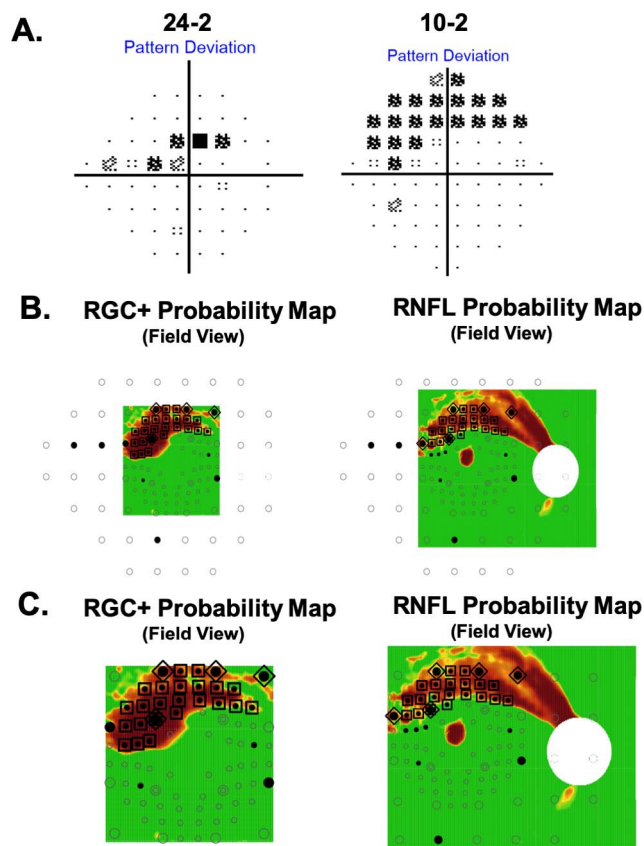 A.
24-2
Pattern Deviation
10-2
Pattern Deviation
B.
RGC+ Probability Map
(Field View)
RNFL Probability Map
(Field View)
C.
RGC+ Probability Map
(Field View)
RNFL Probability Map
(Field View)